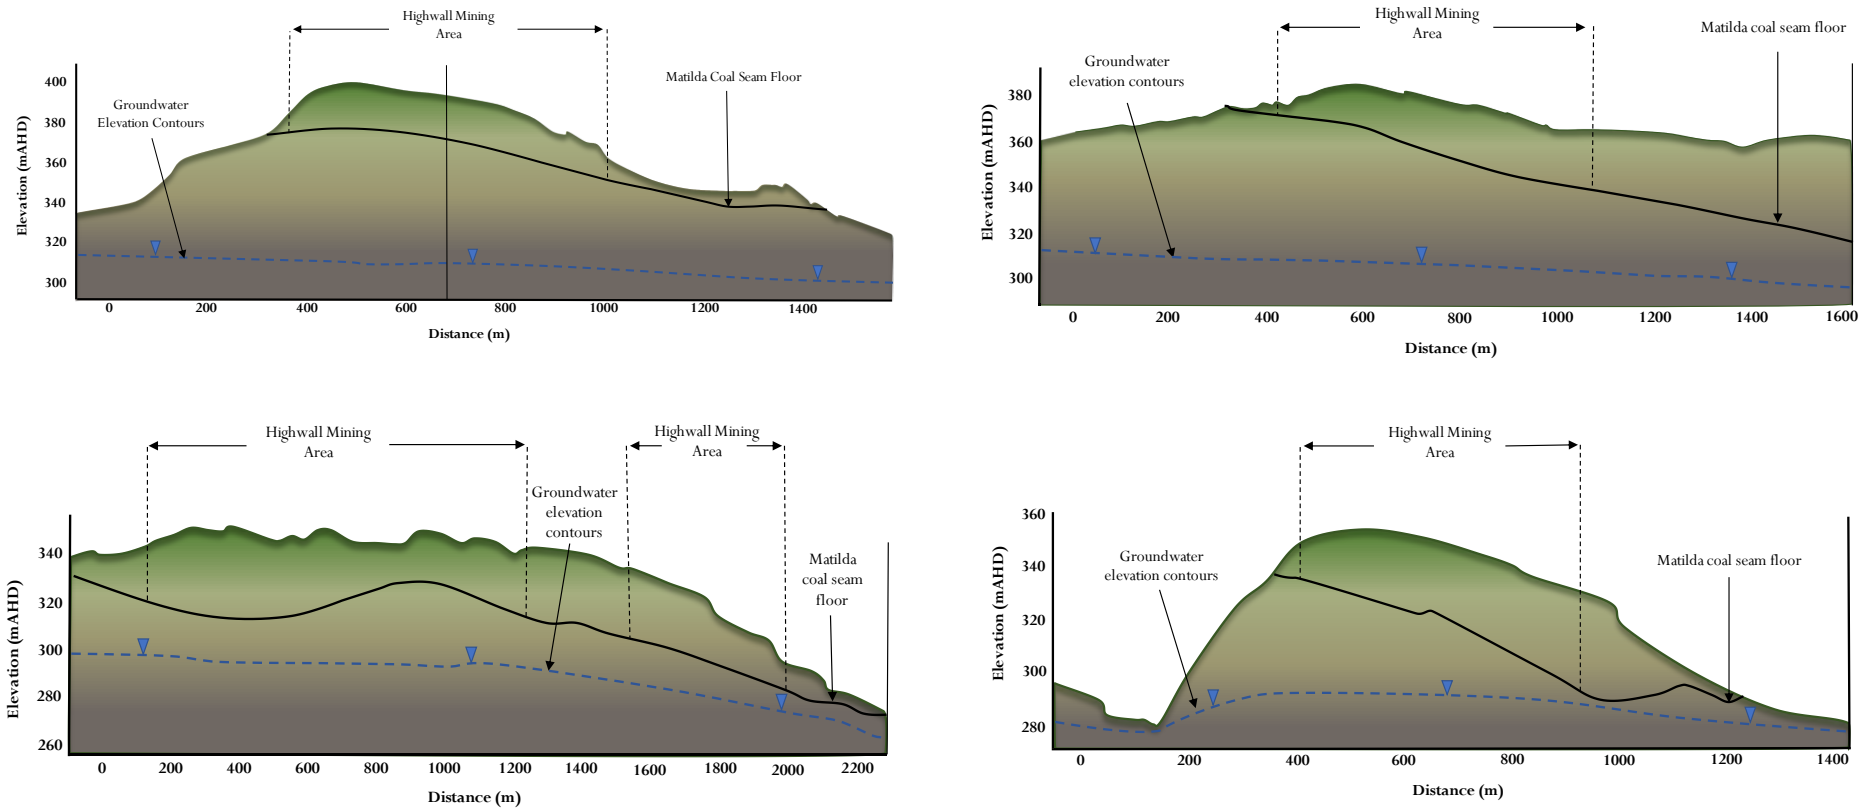 Highwall Mining
Area
Matilda Coal Seam Floor
Groundwater
Elevation Contours
Elevation (mAHD)
400
380
360
340
320
300
0 200 400 600 800 1000 1200 1400
Distance (m)
Highwall Mining
Area
Matilda coal seam floor
Groundwater
elevation contours
Elevation (mAHD)
380
360
340
320
300
0 200 400 600 800 1000 1200 1400 1600
Distance (m)
Highwall Mining
Area
Highwall Mining
Area
Groundwater
elevation
contours
Matilda
coal seam
floor
Elevation (mAHD)
340
320
300
280
260
0 200 400 600 800 1000 1200 1400 1600 1800 2000 2200
Distance (m)
Highwall Mining
Area
Groundwater
elevation contours
Matilda coal seam floor
Elevation (mAHD)
360
340
320
300
280
0 200 400 600 800 1000 1200 1400
Distance (m)